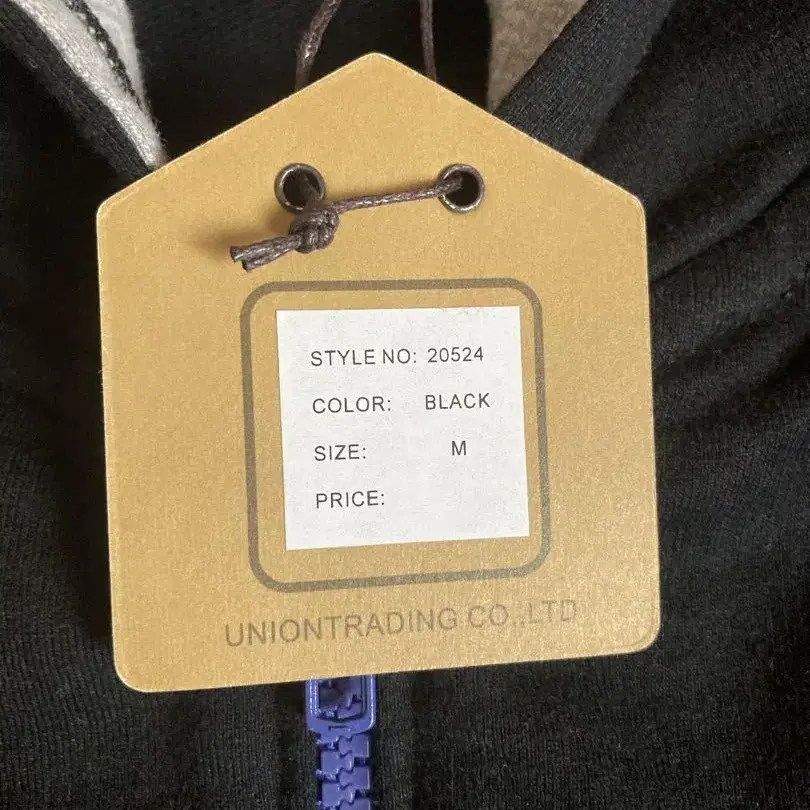 STYLE NO: 20524
COLOR: BLACK
SIZE: M
PRICE:
UNIONTRADING CO.,LTD